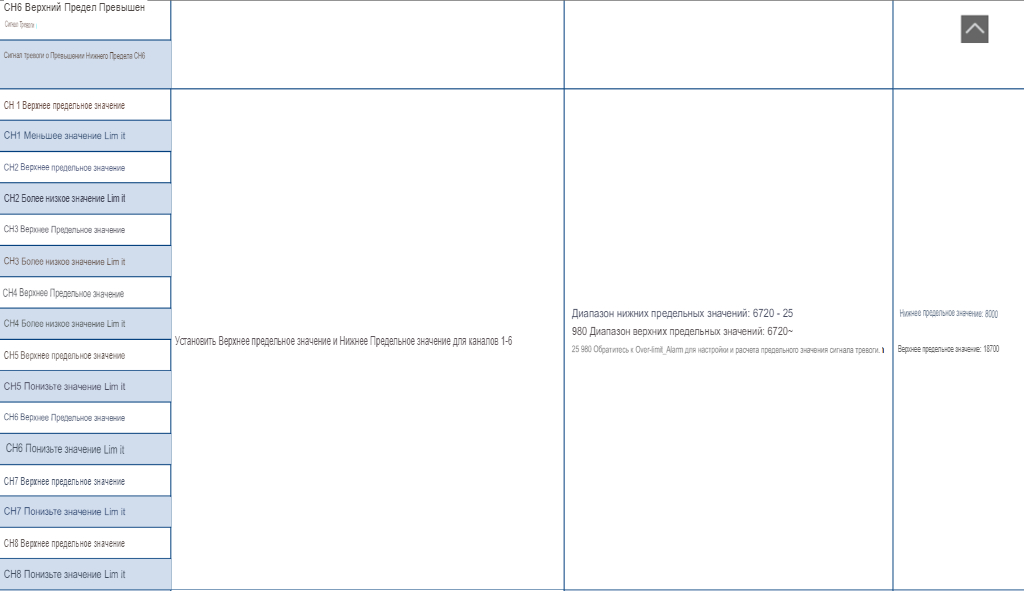 CH6 Верхний Предел Превышен
Сигнал Тревоги
Сигнал тревоги о Превышении Нижнего Предела CH6
CH 1 Верхнее предельное значение
CH1 Меньшее значение Lim it
CH2 Верхнее предельное значение
CH2 Более низкое значение Lim it
CH3 Верхнее Предельное значение
CH3 Более низкое значение Lim it
CH4 Верхнее Предельное значение
CH4 Более низкое значение Lim it
CH5 Верхнее предельное значение
CH5 Понизьте значение Lim it
CH6 Верхнее Предельное значение
CH6 Понизьте значение Lim it
CH7 Верхнее предельное значение
CH7 Понизьте значение Lim it
CH8 Верхнее предельное значение
CH8 Понизьте значение Lim it
Установить Верхнее предельное значение и Нижнее Предельное значение для каналов 1-6
Диапазон нижних предельных значений: 6720 - 25
980 Диапазон верхних предельных значений: 6720~
25 980 Обратитесь к Over-limit_Alarm для настройки и расчета предельного значения сигнала тревоги.
Нижнее предельное значение: 8000
Верхнее предельное значение: 18700